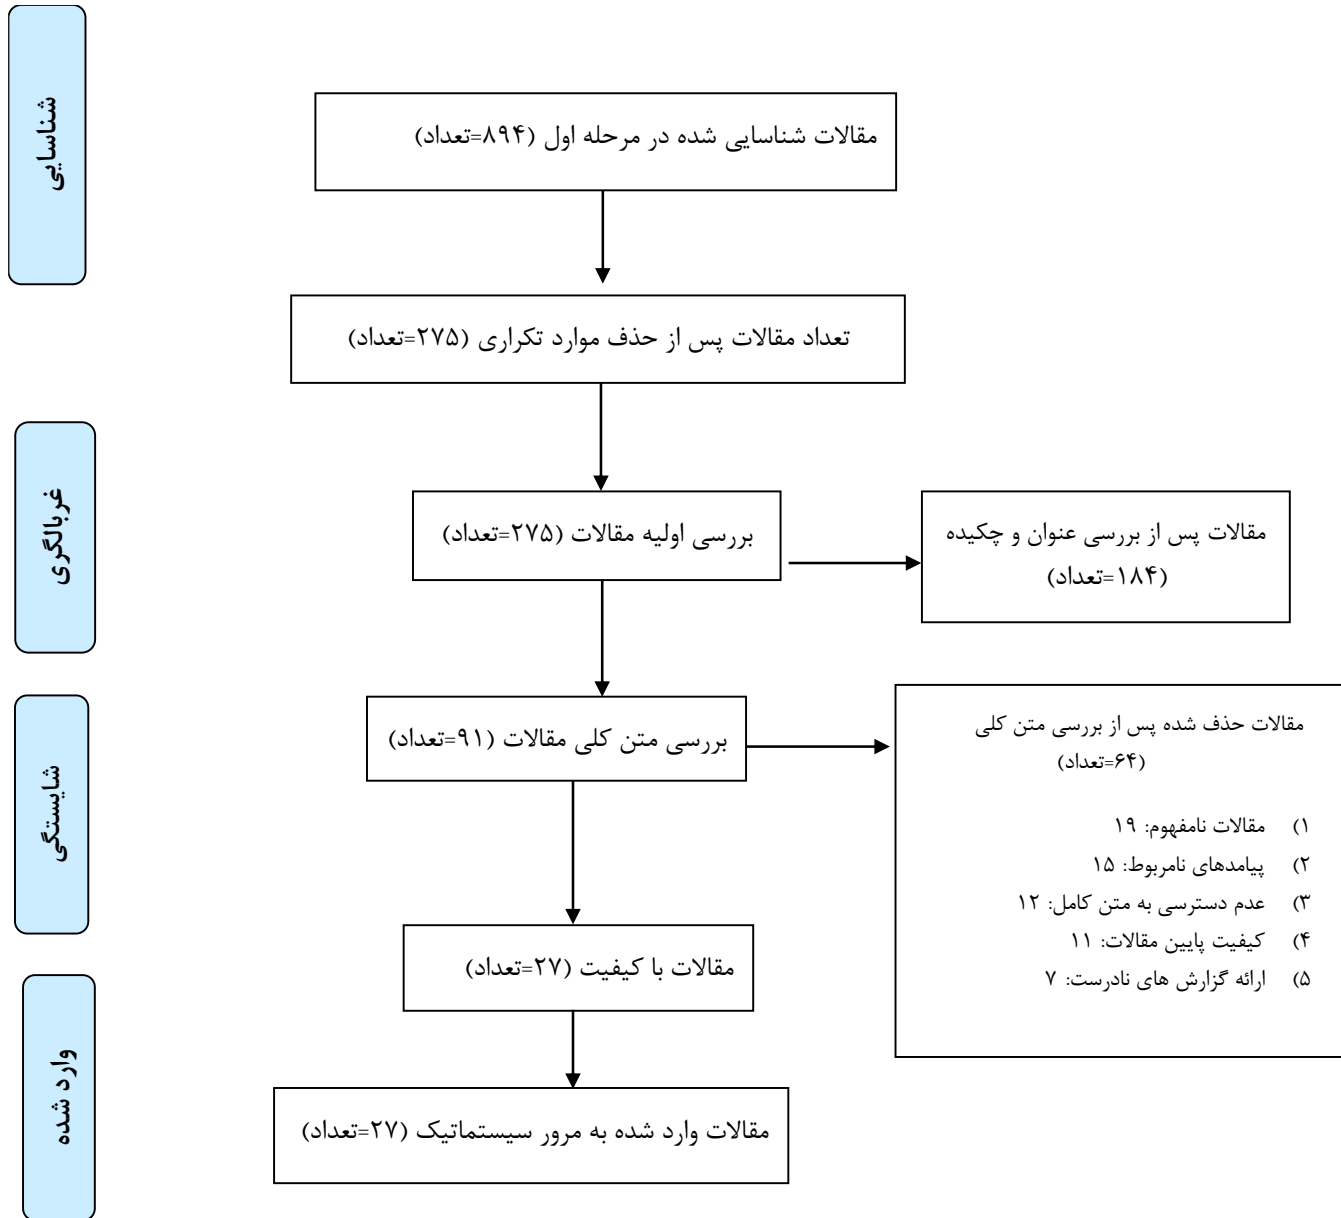 شناسایی
مقالات شناسایی شده در مرحله اول (۸۹۴=تعداد)
تعداد مقالات پس از حذف موارد تکراری (۲۷۵=تعداد)
غربالگری
بررسی اولیه مقالات (۲۷۵=تعداد)
مقالات پس از بررسی عنوان و چکیده
(۱۸۴=تعداد)
شایستگی
بررسی متن کلی مقالات (۹۱=تعداد)
مقالات حذف شده پس از بررسی متن کلی
(۶۴=تعداد)
۱) مقالات نامفهوم: ۱۹
۲) پیامدهای نامربوط: ۱۵
۳) عدم دسترسی به متن کامل: ۱۲
۴) کیفیت پایین مقالات: ۱۱
۵) ارائه گزارش های نادرست: ۷
مقالات با کیفیت (۲۷=تعداد)
وارد شده
مقالات وارد شده به مرور سیستماتیک (۲۷=تعداد)